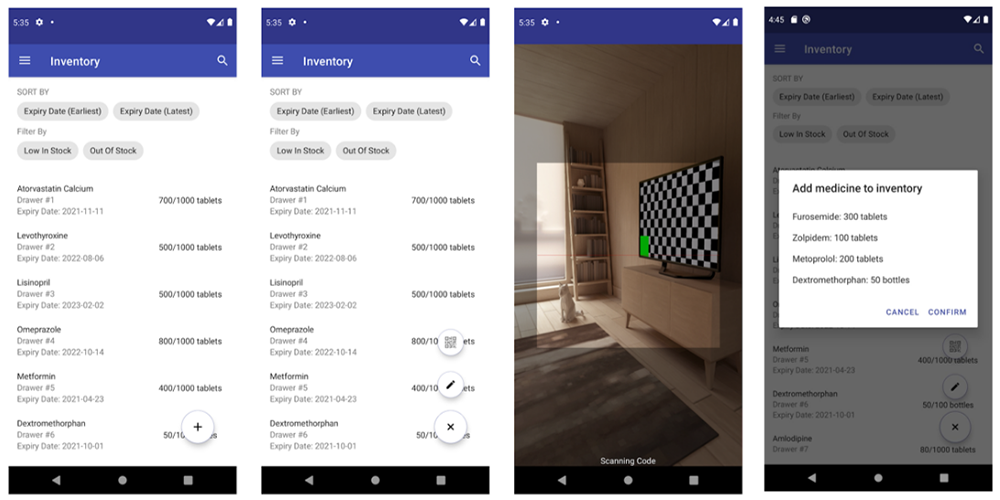 5:35
Inventory
SORT BY
Expiry Date (Earliest) Expiry Date (Latest)
Filter By
Low In Stock Out Of Stock
Atorvastatin Calcium
Drawer #1 700/1000 tablets
Expiry Date: 2021-11-11
Levothyroxine
Drawer #2 500/1000 tablets
Expiry Date: 2022-08-06
Lisinopril
Drawer #3 500/1000 tablets
Expiry Date: 2023-02-02
Omeprazole
Drawer #4 800/1000 tablets
Expiry Date: 2022-10-14
Metformin
Drawer #5 400/1000 tablets
Expiry Date: 2021-04-23
Dextromethorphan
Drawer #6 50/10
Expiry Date: 2021-10-01
5:35
Inventory
SORT BY
Expiry Date (Earliest) Expiry Date (Latest)
Filter By
Low In Stock Out Of Stock
Atorvastatin Calcium
Drawer #1 700/1000 tablets
Expiry Date: 2021-11-11
Levothyroxine
Drawer #2 500/1000 tablets
Expiry Date: 2022-08-06
Lisinopril
Drawer #3 500/1000 tablets
Expiry Date: 2023-02-02
Omeprazole
Drawer #4 800/10 ets
Expiry Date: 2022-10-14
Metformin
Drawer #5 400/10 ets
Expiry Date: 2021-04-23
Dextromethorphan
Drawer #6 50/10
Expiry Date: 2021-10-01
5:35
Scanning Code
4:45
Inventory
SORT BY
Expiry Date (Earliest) Expiry Date (Latest)
Filter By
Low In Stock Out Of Stock
Add medicine to inventory
Furosemide: 300 tablets
Zolpidem: 100 tablets
Metoprolol: 200 tablets
Dextromethorphan: 50 bottles
CANCEL CONFIRM
Metformin
Drawer #5 400/1000 tablets
Expiry Date: 2021-04-23
Dextromethorphan
Drawer #6 50/100 bottles
Expiry Date: 2021-10-01
Amlodipine
Drawer #7 80/1000 tablets